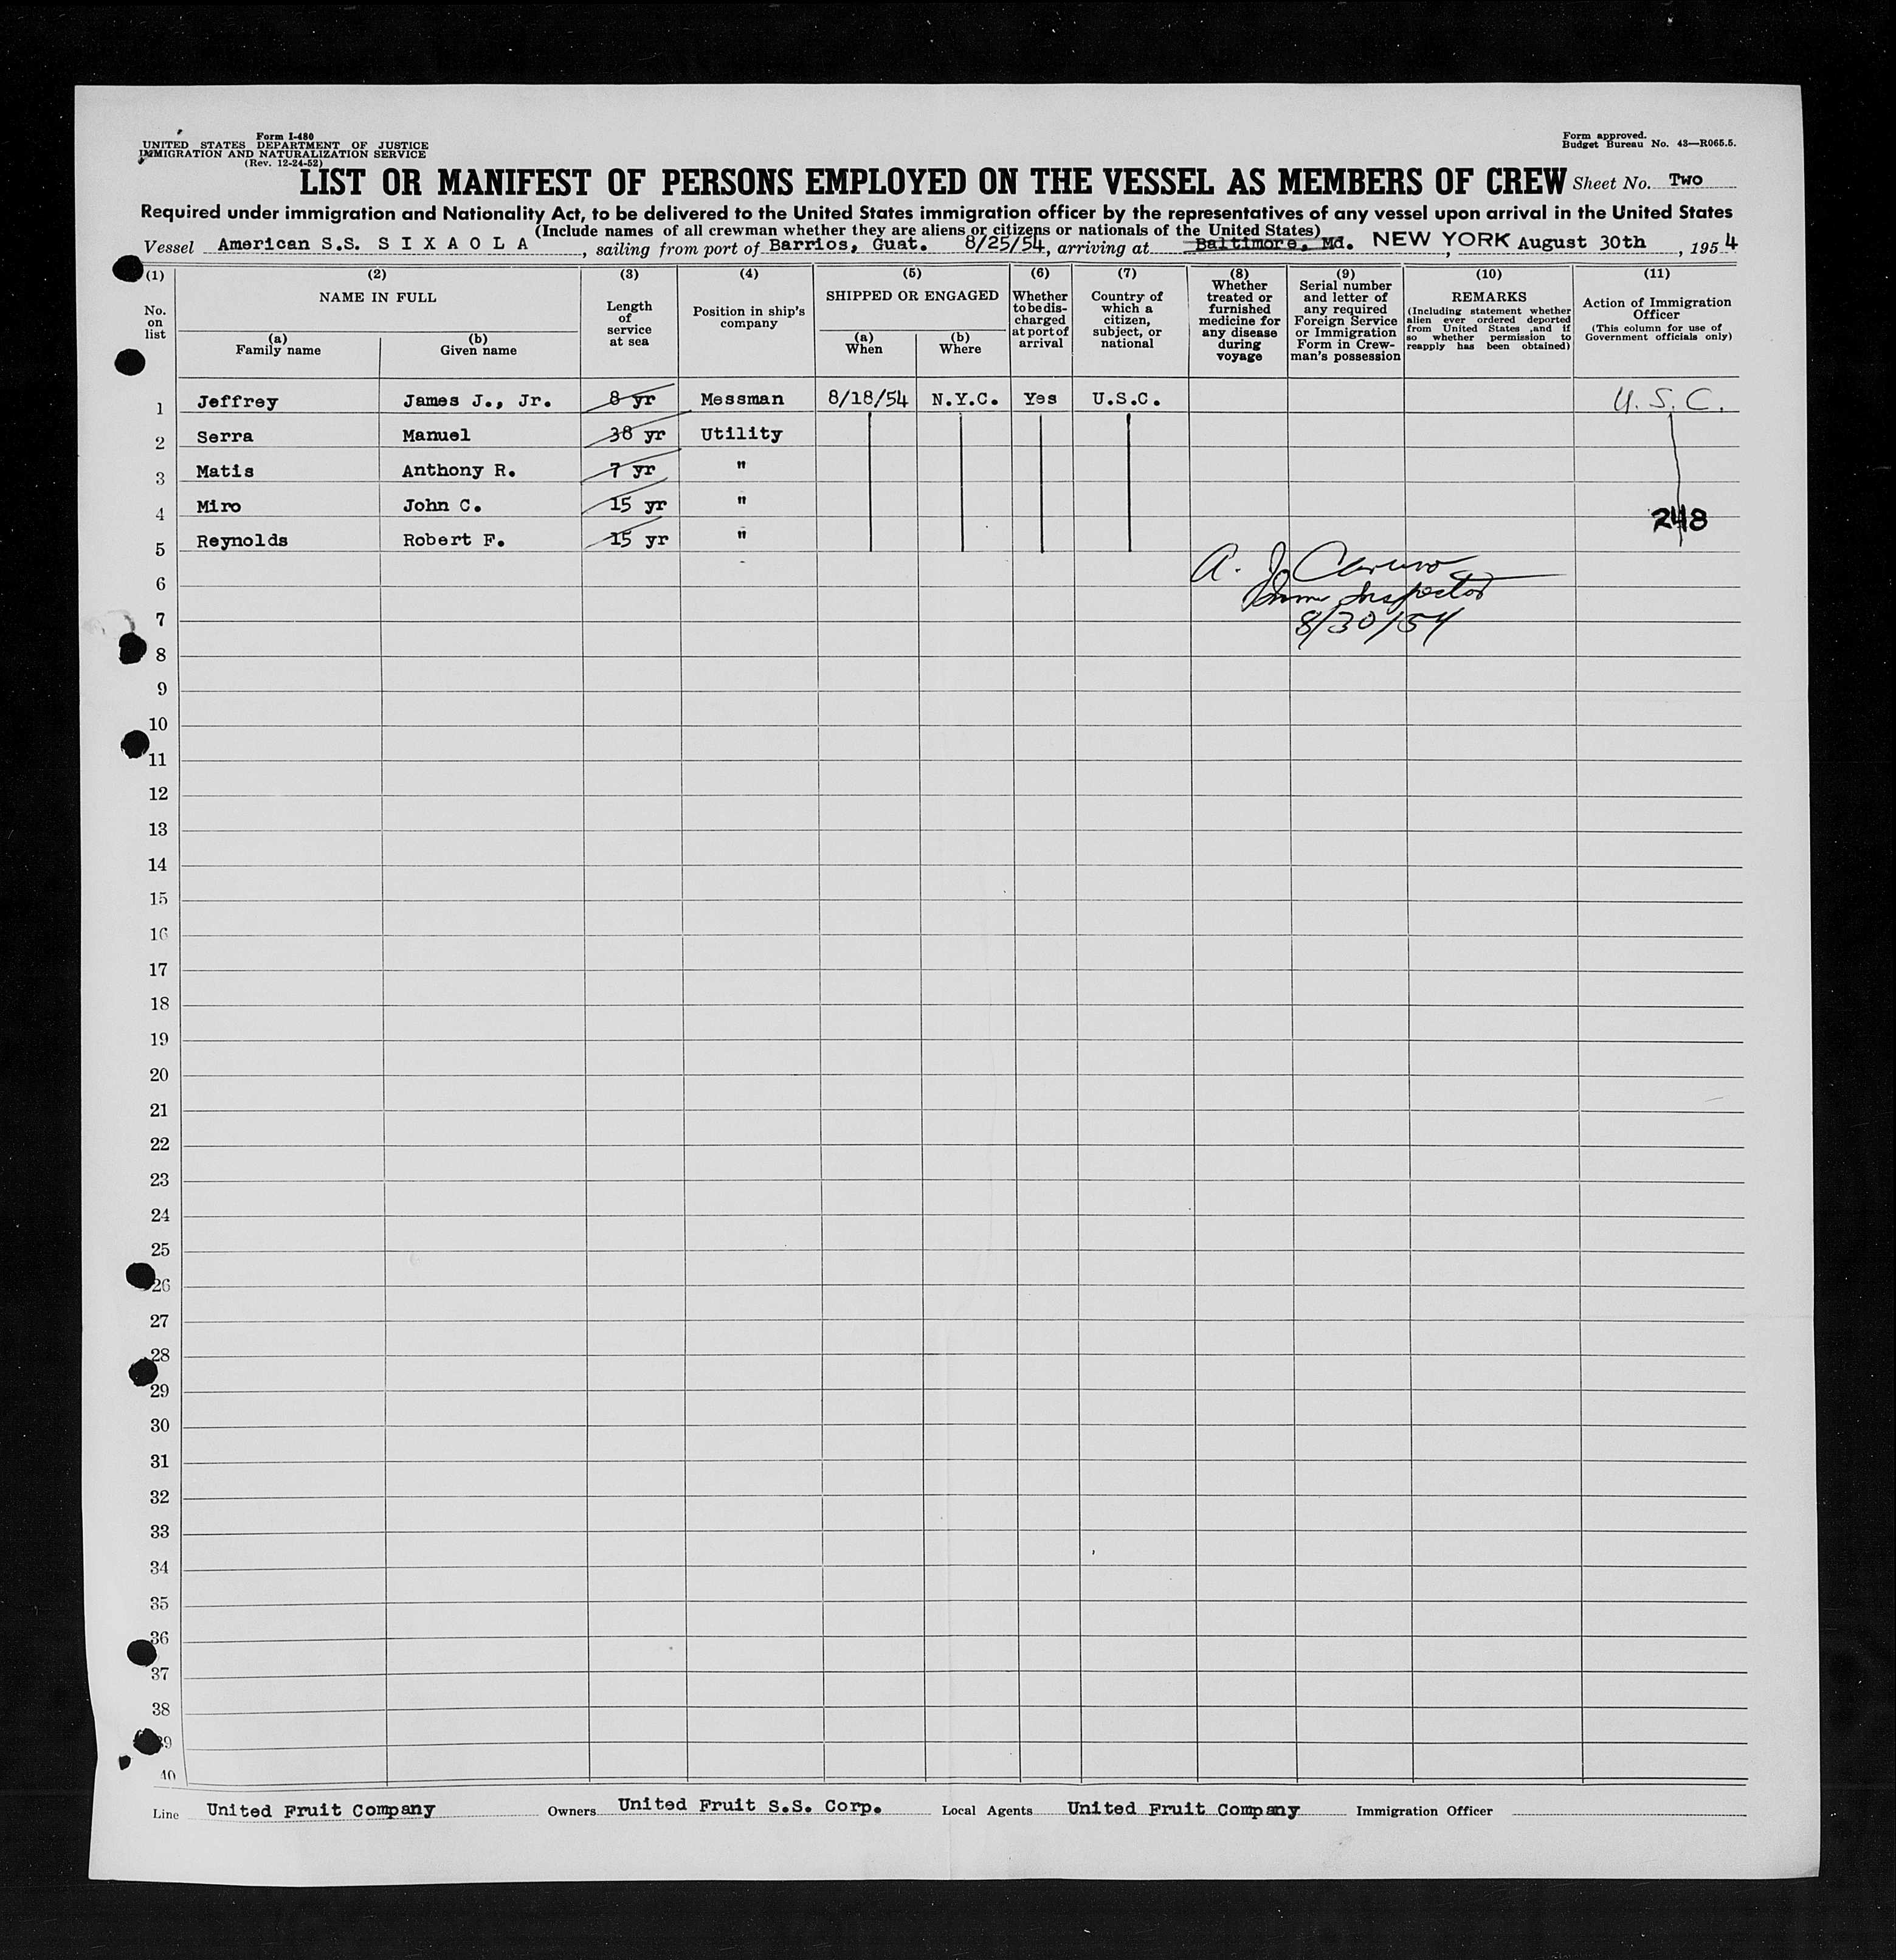 Form I-480
UNITED STATES DEPARTMENT OF JUSTICE
IMMIGRATION AND NATURALIZATION SERVICE
(Rev. 12-24-52)
Form approved.
Budget Bureau No. 43—R065.5.
LIST OR MANIFEST OF PERSONS EMPLOYED ON THE VESSEL AS MEMBERS OF CREW Sheet No. Two
Required under immigration and Nationality Act, to be delivered to the United States immigration officer by the representatives of any vessel upon arrival in the United States
(Include names of all crewman whether they are aliens or citizens or nationals of the United States)
Vessel American S.S. S I X A O L A, sailing from port of Barrios, Guat. 8/25/54, arriving at Baltimore, Md. NEW YORK, August 30th, 1954
(1) (2) (3) (4) (5) (6) (7) (8) (9) (10) (11)
No. on list
NAME IN FULL
(a) Family name
(b) Given name
Length of service at sea
Position in ship's company
SHIPPED OR ENGAGED
(a) When
(b) Where
Whether to be discharged at port of arrival
Country of which a citizen, subject, or national
Whether treated or furnished medicine for any disease during voyage
Serial number and letter of any required Foreign Service or Immigration Form in Crewman's possession
REMARKS
(Including statement whether alien ever ordered deported from United States ,and if so whether permission to reapply has been obtained)
Action of Immigration Officer
(This column for use of Government officials only)
1 Jeffrey James J., Jr. 8 yr Messman 8/18/54 N.Y.C. Yes U.S.C. U.S.C.
2 Serra Manuel 38 yr Utility
3 Matis Anthony R. 7 yr "
4 Miro John C. 15 yr " 248
5 Reynolds Robert F. 15 yr "
A. J. Caruso
Imm Inspector
8/30/54
6
7
8
9
10
11
12
13
14
15
16
17
18
19
20
21
22
23
24
25
26
27
28
29
30
31
32
33
34
35
36
37
38
39
40
Line United Fruit Company Owners United Fruit S.S. Corp. Local Agents United Fruit Company Immigration Officer